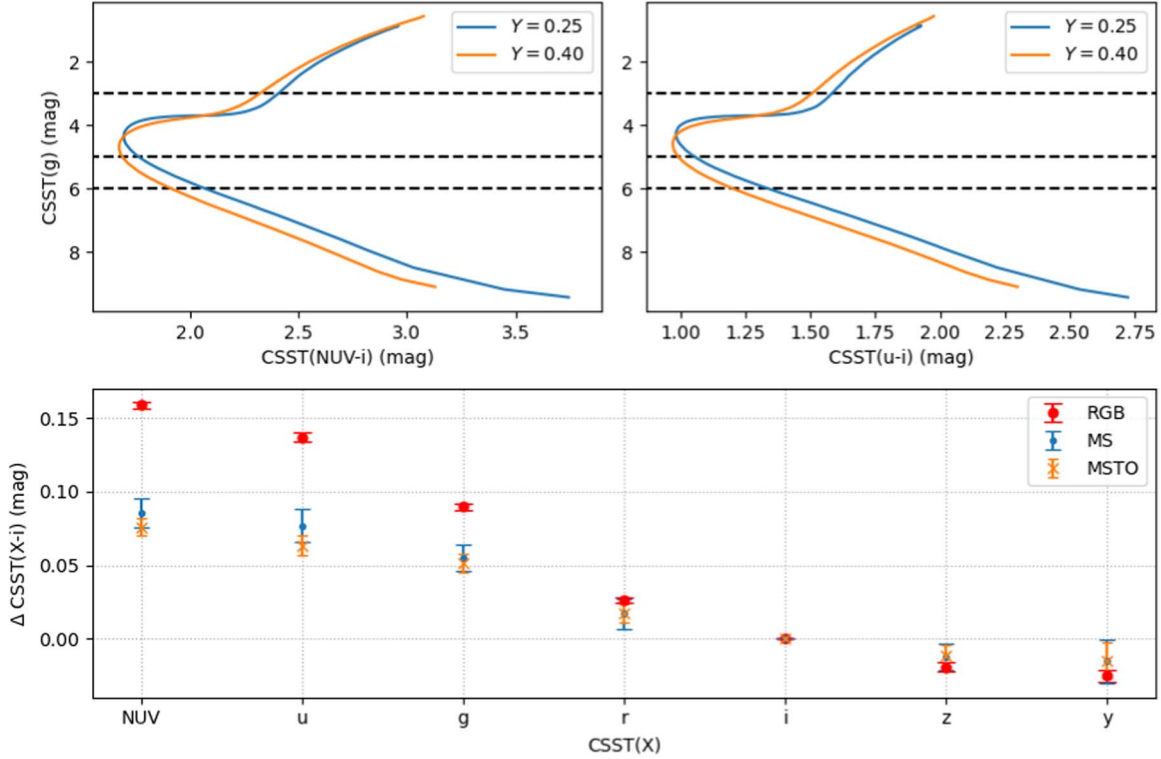 CSST(g) (mag)
2
4
6
8
Y = 0.25
Y = 0.40
2.0 2.5 3.0 3.5
CSST(NUV-i) (mag)
2
4
6
8
Y = 0.25
Y = 0.40
1.00 1.25 1.50 1.75 2.00 2.25 2.50 2.75
CSST(u-i) (mag)
Δ CSST(X-i) (mag)
0.15
0.10
0.05
0.00
RGB
MS
MSTO
NUV u g r i z y
CSST(X)